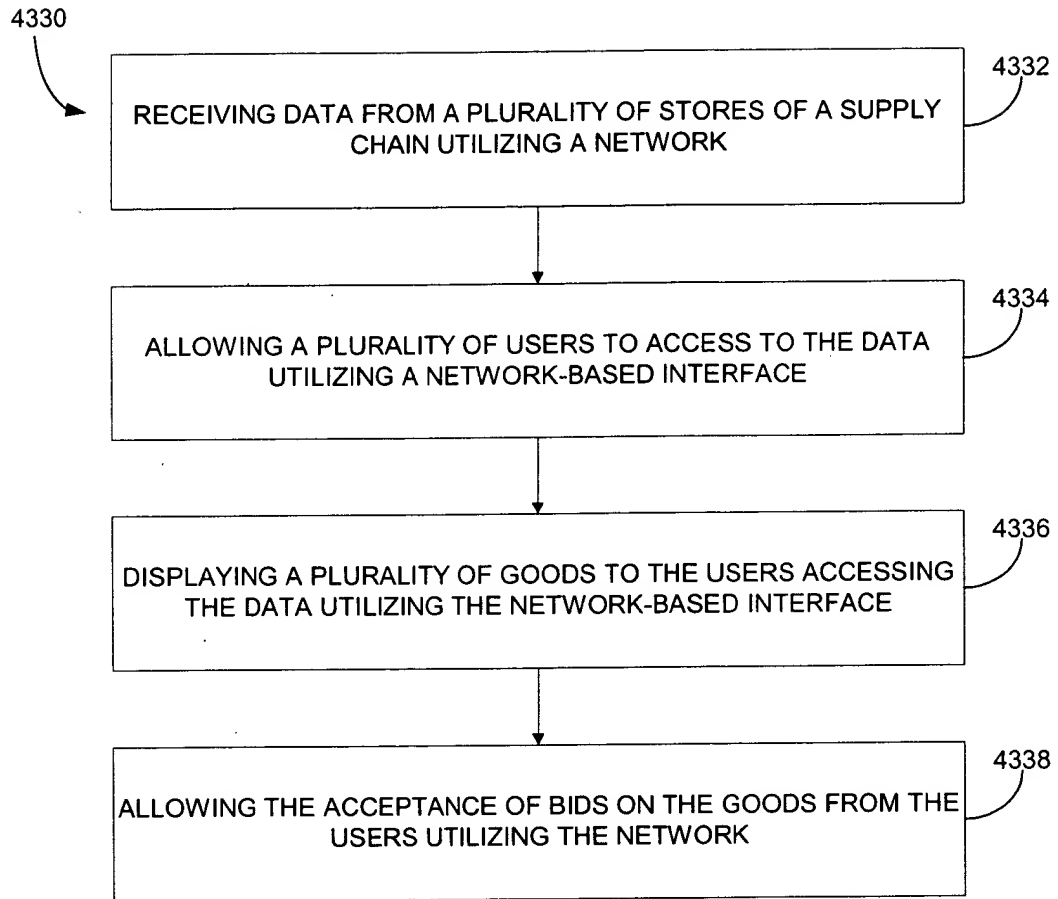 4330
4332
RECEIVING DATA FROM A PLURALITY OF STORES OF A SUPPLY
CHAIN UTILIZING A NETWORK
4334
ALLOWING A PLURALITY OF USERS TO ACCESS TO THE DATA
UTILIZING A NETWORK-BASED INTERFACE
4336
DISPLAYING A PLURALITY OF GOODS TO THE USERS ACCESSING
THE DATA UTILIZING THE NETWORK-BASED INTERFACE
4338
ALLOWING THE ACCEPTANCE OF BIDS ON THE GOODS FROM THE
USERS UTILIZING THE NETWORK